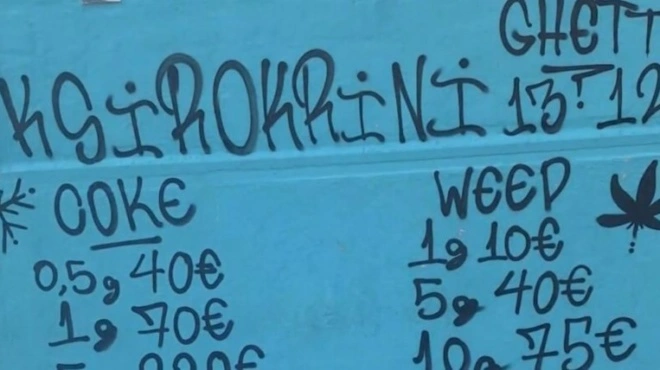 GHETT
KSIROKRINI 13'12
COKE
0,5g 40€
1g 70€
WEED
1g 10€
5g 40€
10g 75€